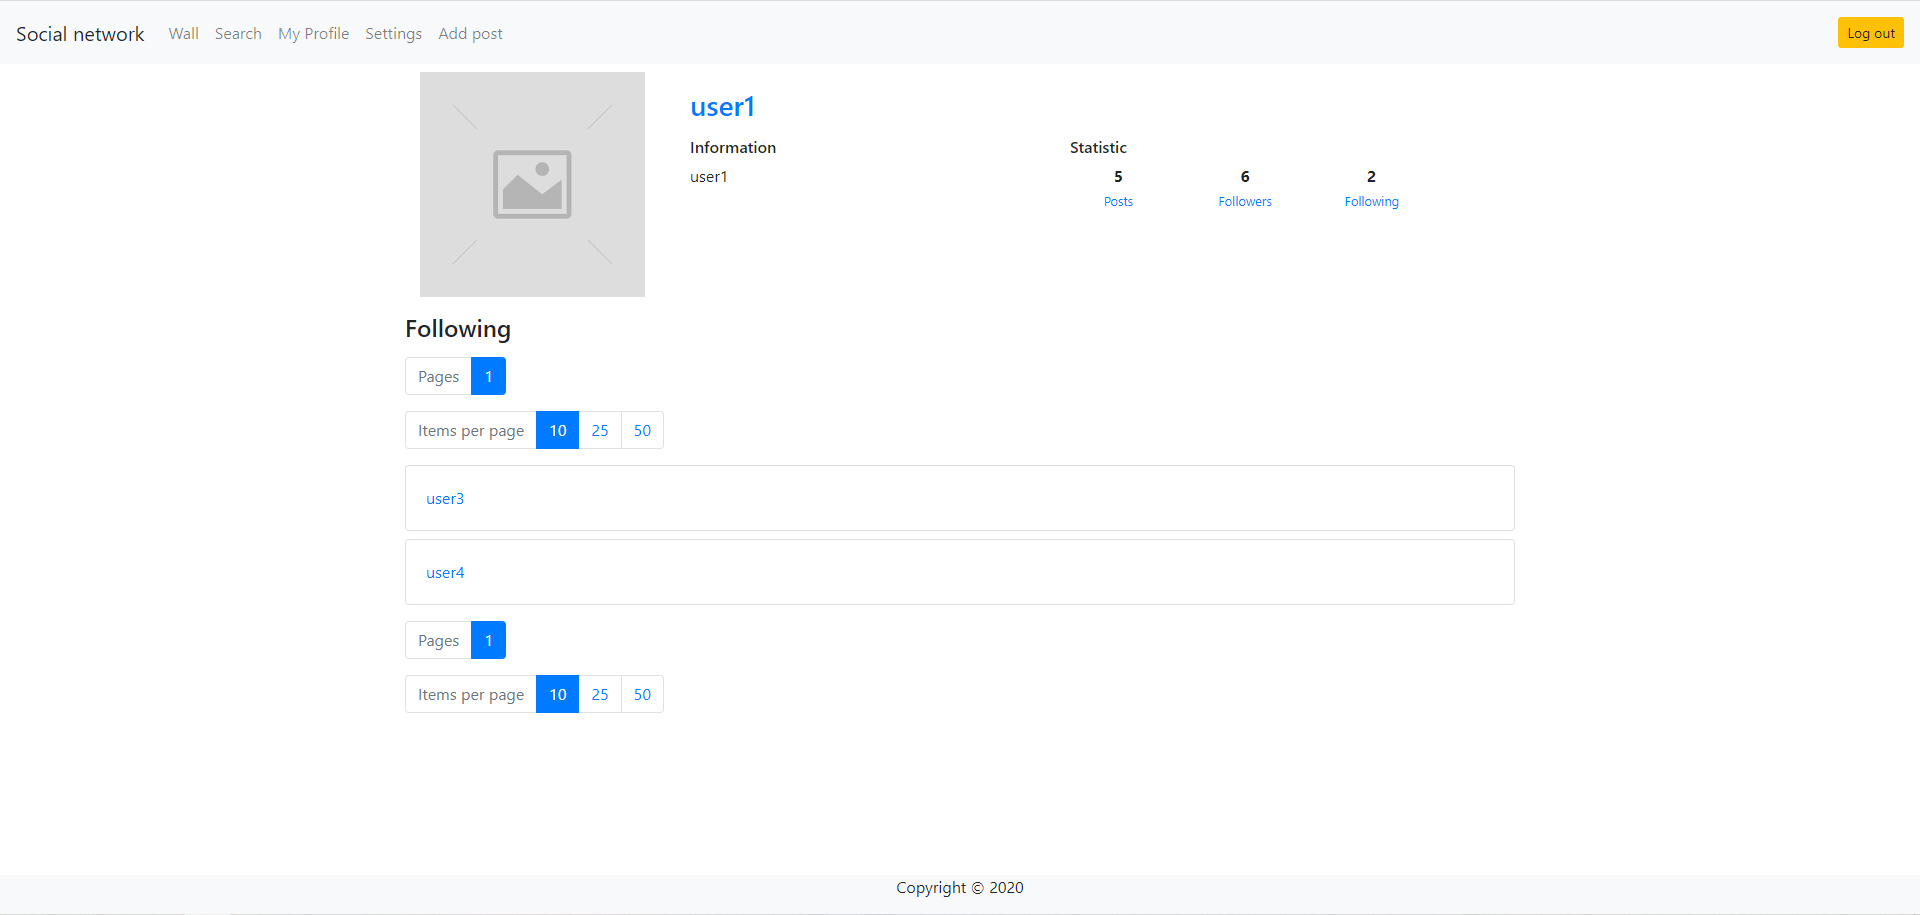 Social network Wall Search My Profile Settings Add post Log out
user1
Information Statistic
user1 5 6 2
Posts Followers Following
Following
Pages 1
Items per page 10 25 50
user3
user4
Pages 1
Items per page 10 25 50
Copyright © 2020